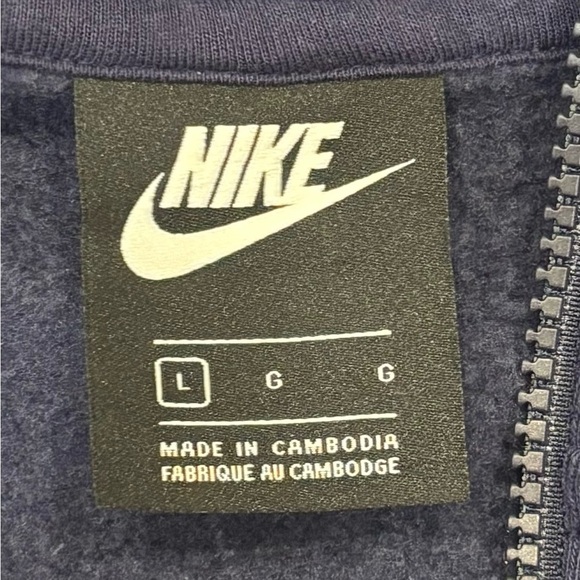 NIKE
L G G
MADE IN CAMBODIA
FABRIQUE AU CAMBODGE